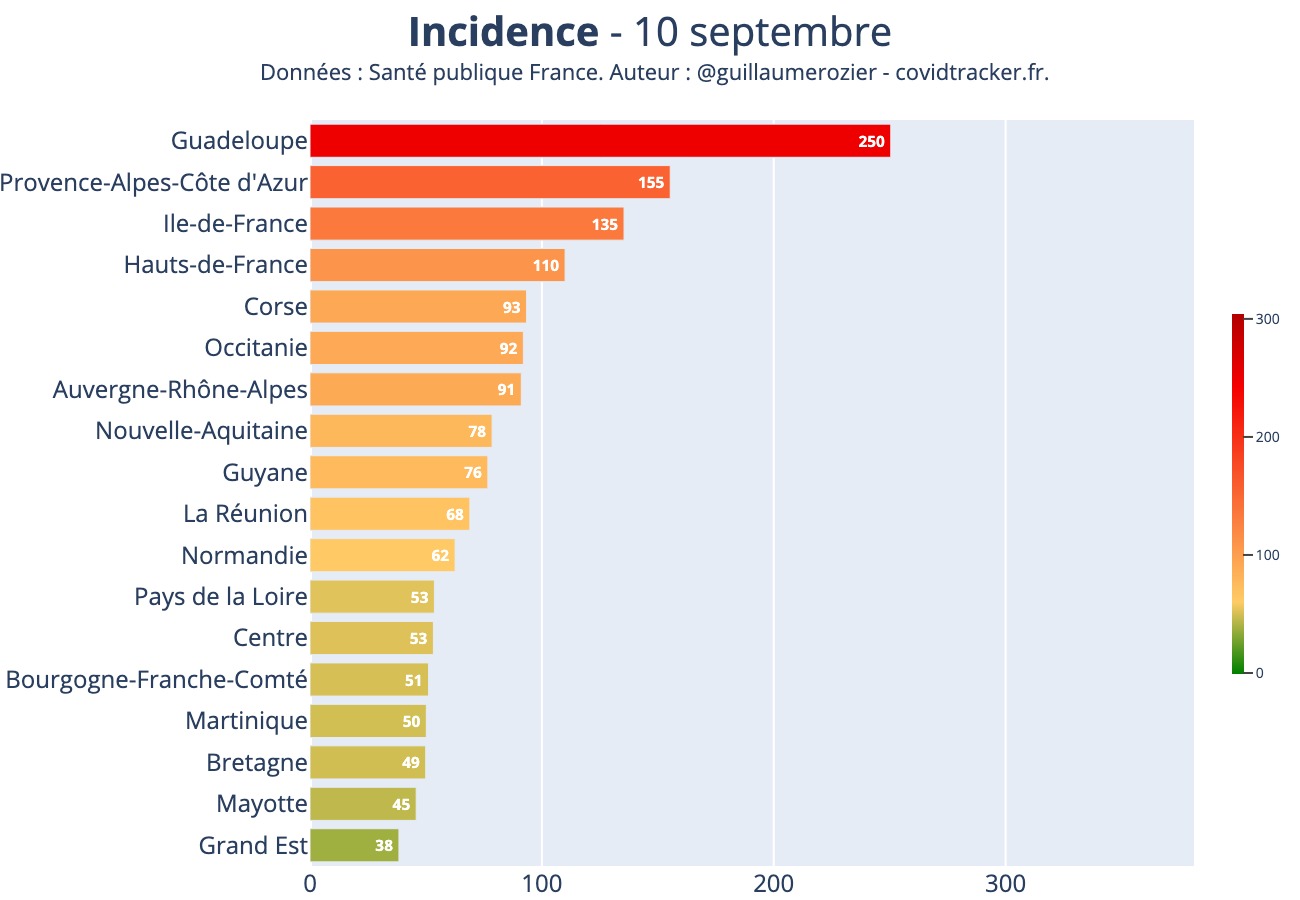 Incidence - 10 septembre
Données : Santé publique France. Auteur : @guillaumerozier - covidtracker.fr.
Guadeloupe 250
Provence-Alpes-Côte d'Azur 155
Ile-de-France 135
Hauts-de-France 110
Corse 93
Occitanie 92
Auvergne-Rhône-Alpes 91
Nouvelle-Aquitaine 78
Guyane 76
La Réunion 68
Normandie 62
Pays de la Loire 53
Centre 53
Bourgogne-Franche-Comté 51
Martinique 50
Bretagne 49
Mayotte 45
Grand Est 38
0 100 200 300
300
200
100
0